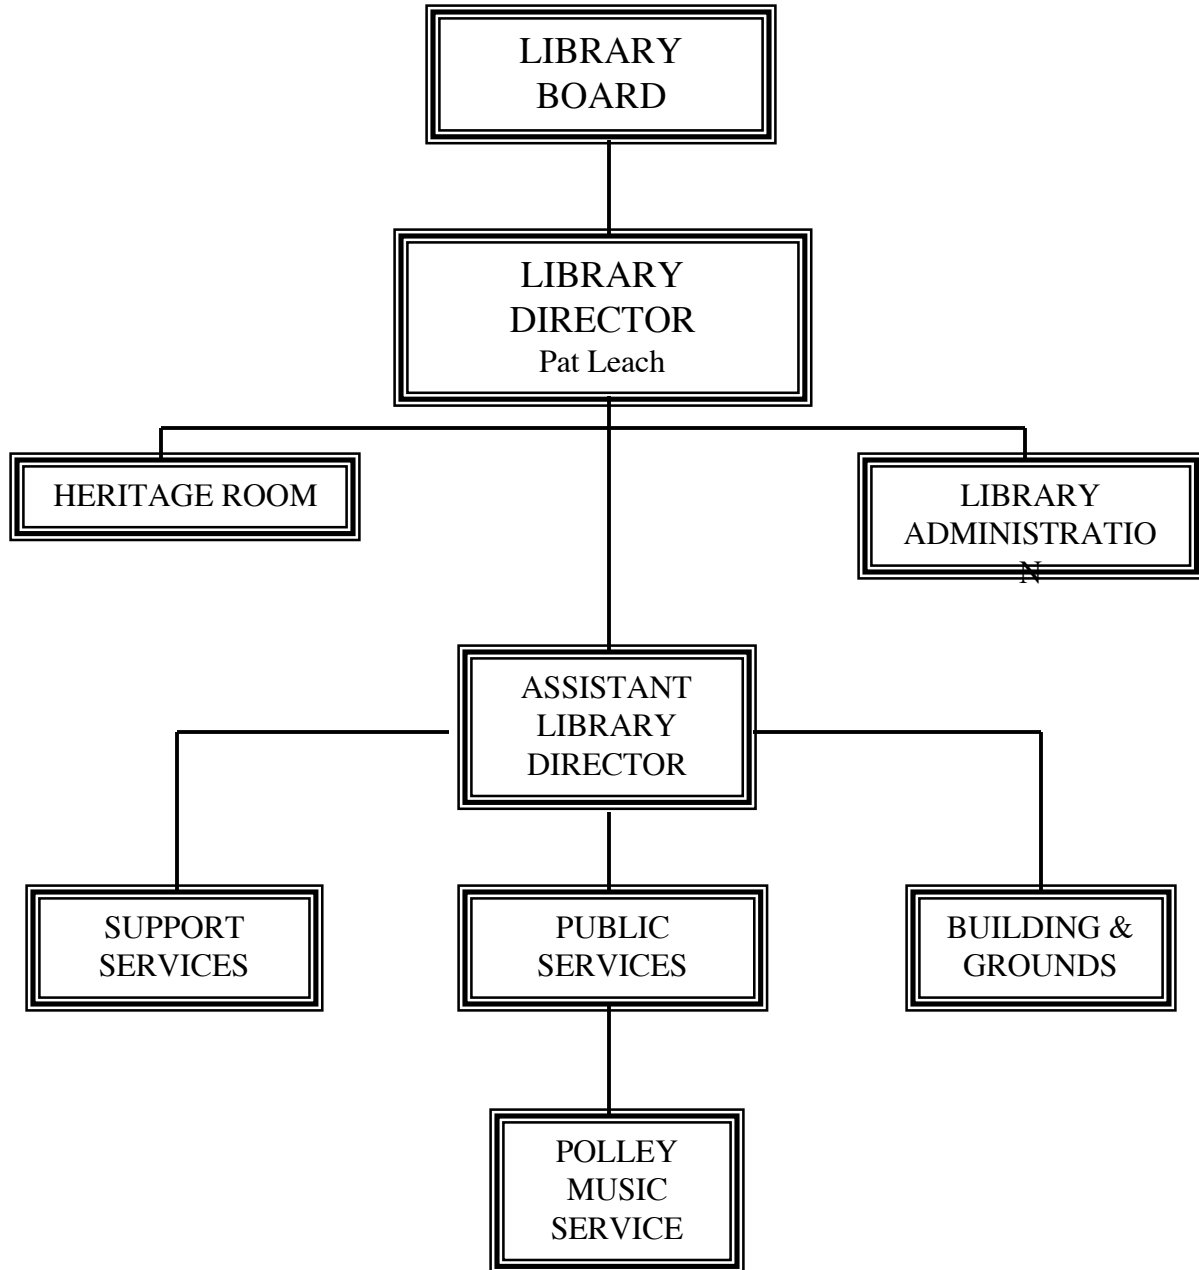 LIBRARY
BOARD
LIBRARY
DIRECTOR
Pat Leach
HERITAGE ROOM
LIBRARY
ADMINISTRATIO
N
ASSISTANT
LIBRARY
DIRECTOR
SUPPORT
SERVICES
PUBLIC
SERVICES
BUILDING &
GROUNDS
POLLEY
MUSIC
SERVICE